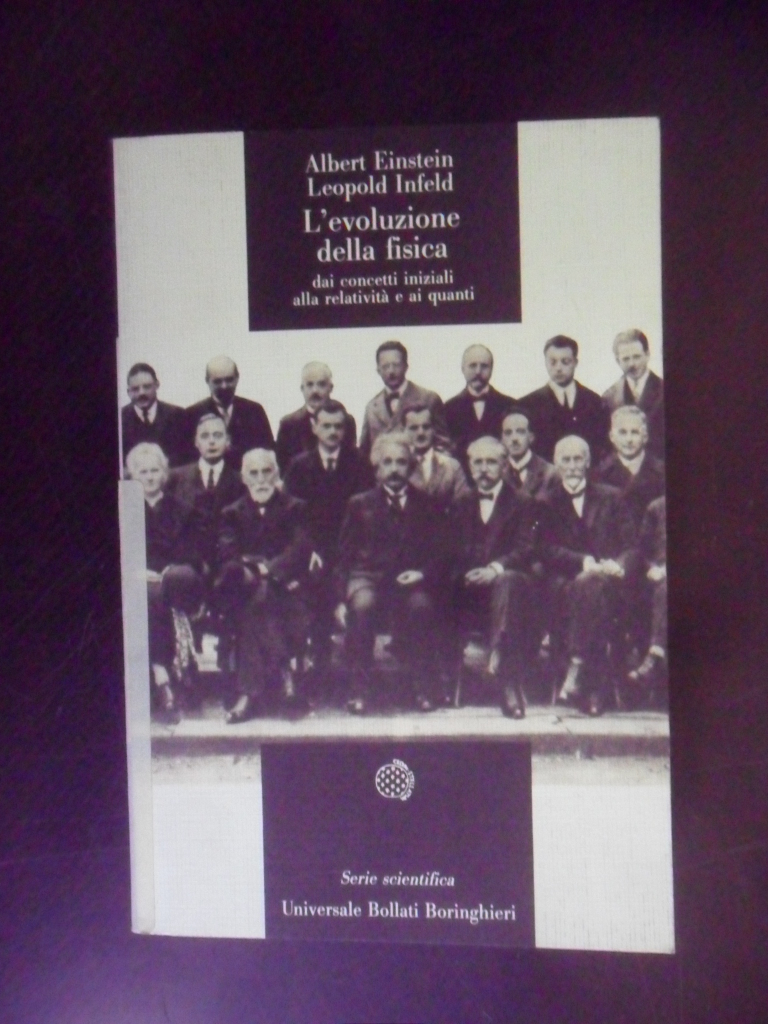 Albert Einstein
Leopold Infeld
L'evoluzione
della fisica
dai concetti iniziali
alla relatività e ai quanti
Serie scientifica
Universale Bollati Boringhieri